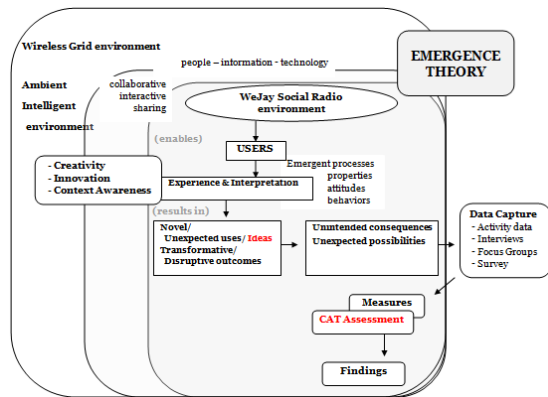 Wireless Grid environment
EMERGENCE
THEORY
people – information - technology
Ambient
Intelligent
environment
collaborative
interactive
sharing
WeJay Social Radio
environment
(enables)
USERS
Emergent processes
properties
attitudes
behaviors
- Creativity
- Innovation
- Context Awareness
Experience & Interpretation
(results in)
Novel/
Unexpected uses/ Ideas
Transformative/
Disruptive outcomes
Unintended consequences
Unexpected possibilities
Data Capture
- Activity data
- Interviews
- Focus Groups
- Survey
Measures
CAT Assessment
Findings